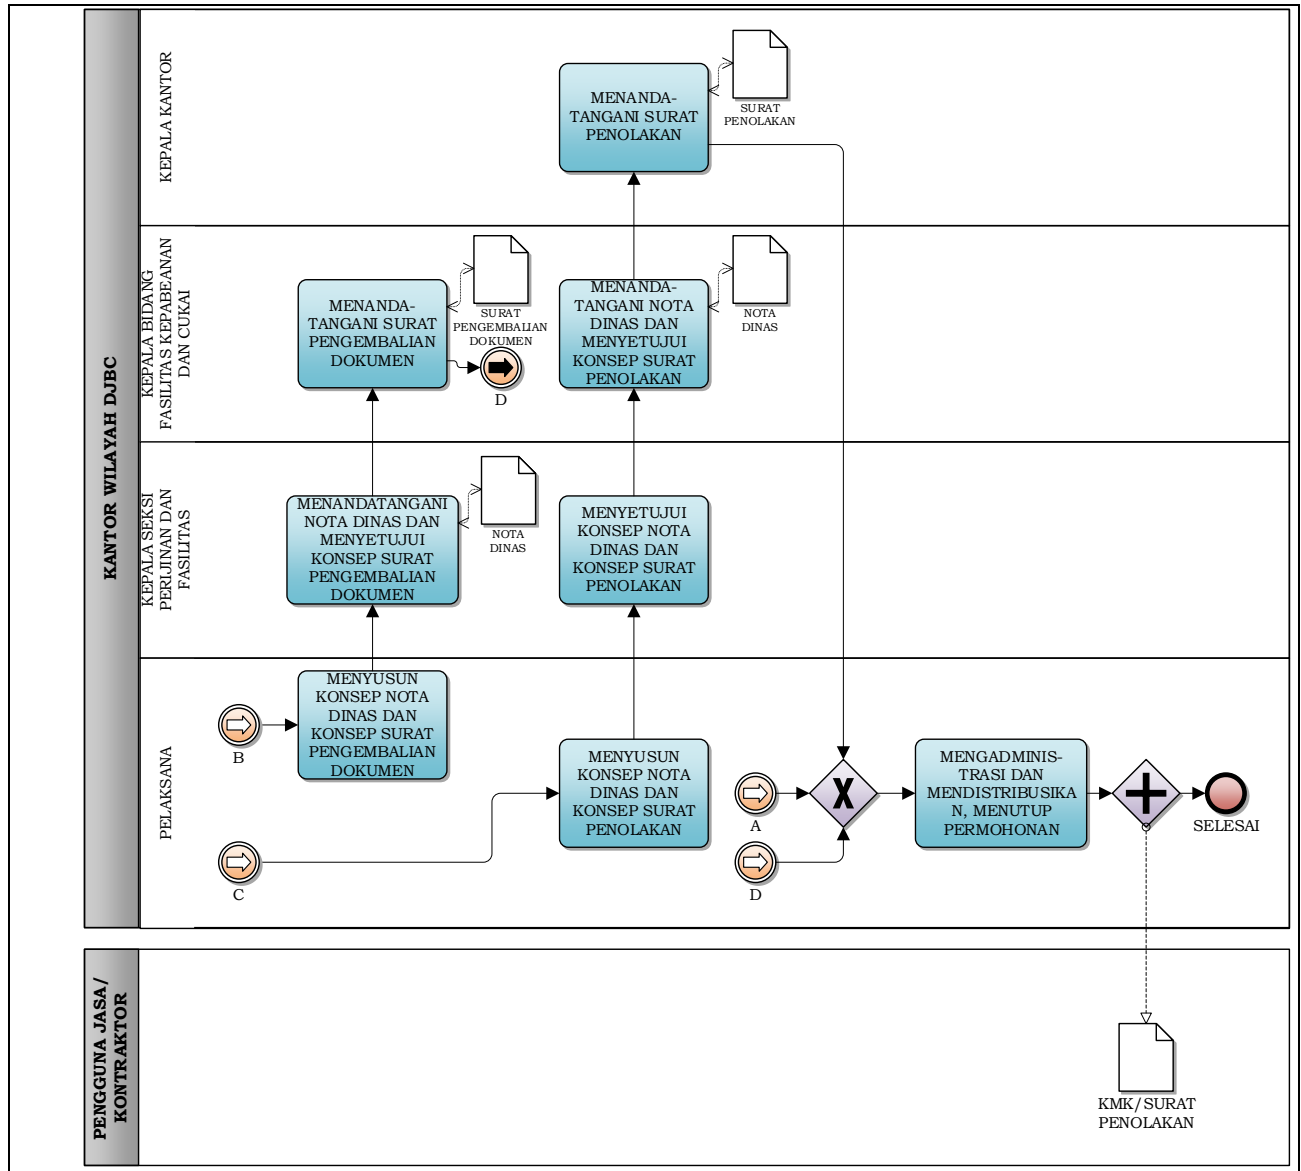 KANTOR WILAYAH DJBC
KEPALA KANTOR
MENANDA-
TANGANI SURAT
PENOLAKAN
SURAT
PENOLAKAN
KEPALA BIDANG
FASILITAS KEPABEANAN
DAN CUKAI
MENANDA-
TANGANI SURAT
PENGEMBALIAN
DOKUMEN
SURAT
PENGEMBALIAN
DOKUMEN
D
MENANDA-
TANGANI NOTA
DINAS DAN
MENYETUJUI
KONSEP SURAT
PENOLAKAN
NOTA
DINAS
KEPALA SEKSI
PERIJINAN DAN
FASILITAS
MENANDATANGANI
NOTA DINAS DAN
MENYETUJUI
KONSEP SURAT
PENGEMBALIAN
DOKUMEN
NOTA
DINAS
MENYETUJUI
KONSEP NOTA
DINAS DAN
KONSEP SURAT
PENOLAKAN
PELAKSANA
B
MENYUSUN
KONSEP NOTA
DINAS DAN
KONSEP SURAT
PENGEMBALIAN
DOKUMEN
C
MENYUSUN
KONSEP NOTA
DINAS DAN
KONSEP SURAT
PENOLAKAN
A
D
X
MENGADMINIS-
TRASI DAN
MENDISTRIBUSIKA
N, MENUTUP
PERMOHONAN
SELESAI
PENGGUNA JASA/
KONTRAKTOR
KMK/SURAT
PENOLAKAN